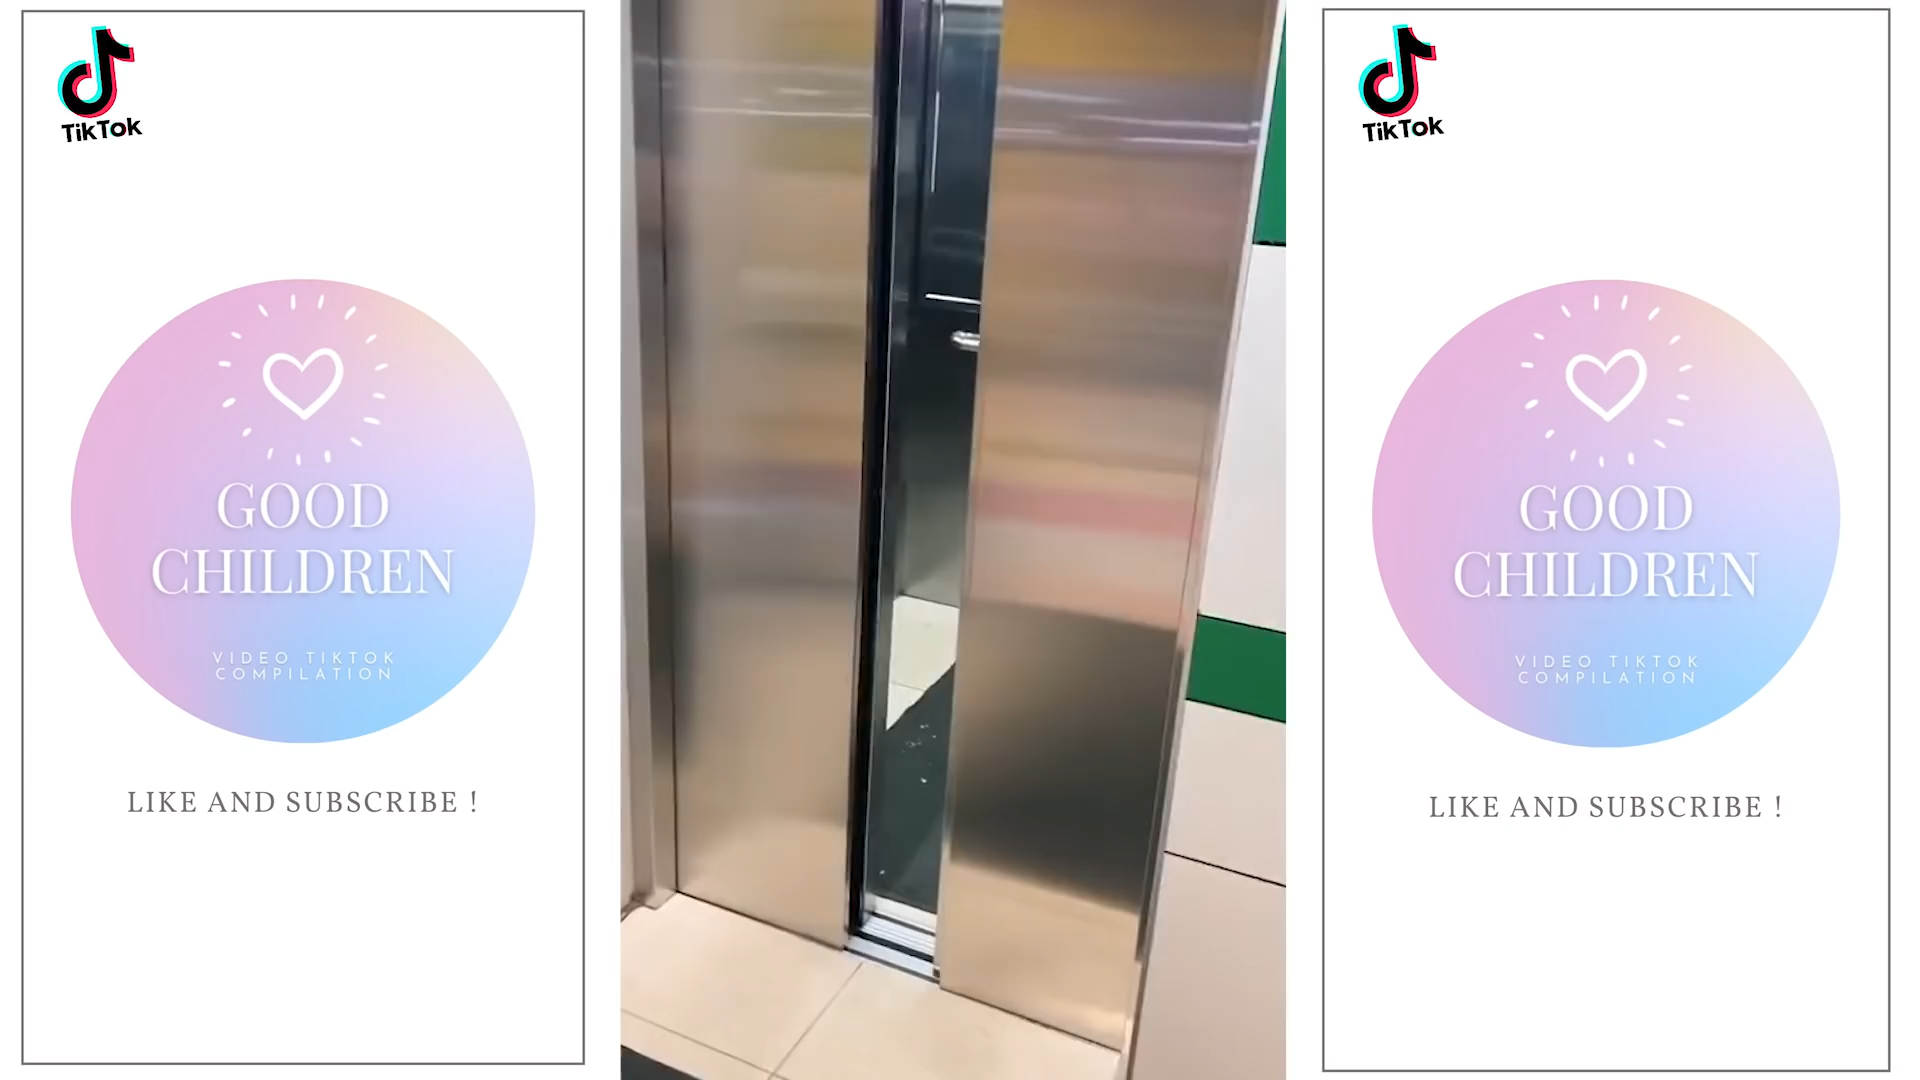 TikTok
GOOD
CHILDREN
VIDEO TIKTOK
COMPILATION
LIKE AND SUBSCRIBE !
TikTok
GOOD
CHILDREN
VIDEO TIKTOK
COMPILATION
LIKE AND SUBSCRIBE !